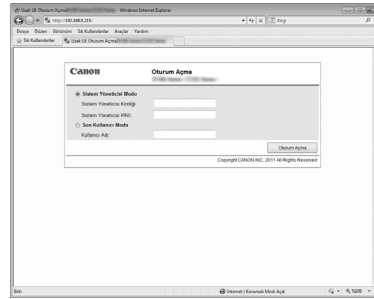 Uzak UI: Oturum Açma - Windows Internet Explorer
http://192.168.0.215/
Bing
Dosya Düzen Görünüm Sık Kullanılanlar Araçlar Yardım
Sık Kullanılanlar Uzak UI: Oturum Açma
Canon
Oturum Açma
Sistem Yöneticisi Modu
Sistem Yöneticisi Kimliği:
Sistem Yöneticisi PIN'i:
Son-Kullanıcı Modu
Kullanıcı Adı:
Oturum Açma
Copyright CANON INC. 2011 All Rights Reserved
Bitti
Internet | Korumalı Mod: Açık
%100